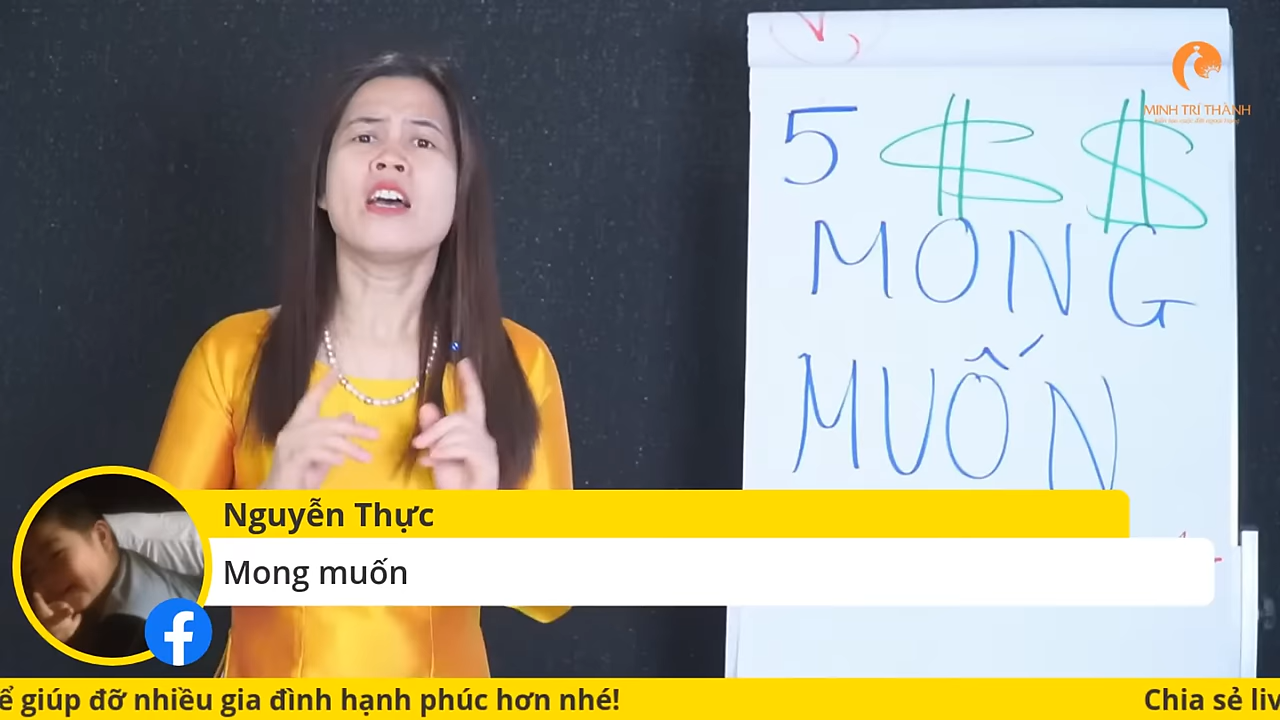 MINH TRÍ THÀNH
5 $ $
MONG
MUỐN
Nguyễn Thực
Mong muốn
ể giúp đỡ nhiều gia đình hạnh phúc hơn nhé!
Chia sẻ liv